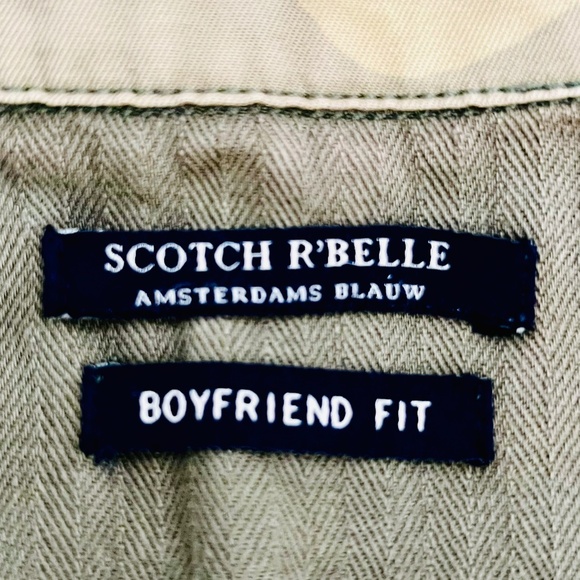 SCOTCH R'BELLE
AMSTERDAMS BLAUW
BOYFRIEND FIT